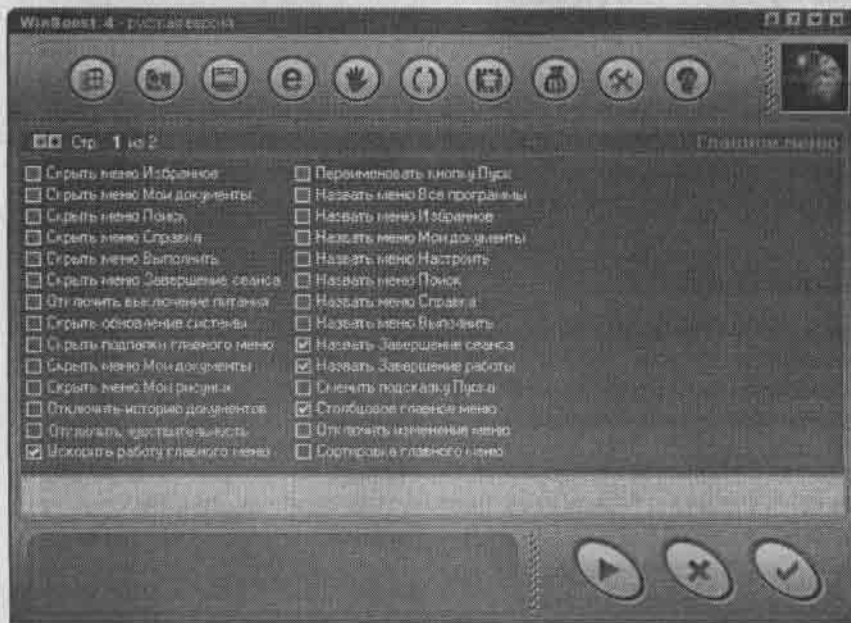 WinBoost 4 - русская версия
Стр. 1 из 2
Главное меню
Скрыть меню Избранное
Скрыть меню Мои документы
Скрыть меню Поиск
Скрыть меню Справка
Скрыть меню Выполнить
Скрыть меню Завершение сеанса
Отключить выключение питания
Скрыть обновление системы
Скрыть подпапки главного меню
Скрыть меню Мои документы
Скрыть меню Мои рисунки
Отключить историю документов
Отключить чувствительность
Ускорить работу главного меню
Переименовать кнопку Пуск
Назвать меню Все программы
Назвать меню Избранное
Назвать меню Мои документы
Назвать меню Настроить
Назвать меню Поиск
Назвать меню Справка
Назвать меню Выполнить
Назвать Завершение сеанса
Назвать Завершение работы
Сменить подсказку Пуска
Столбцовое главное меню
Отключить изменение меню
Сортировка главного меню